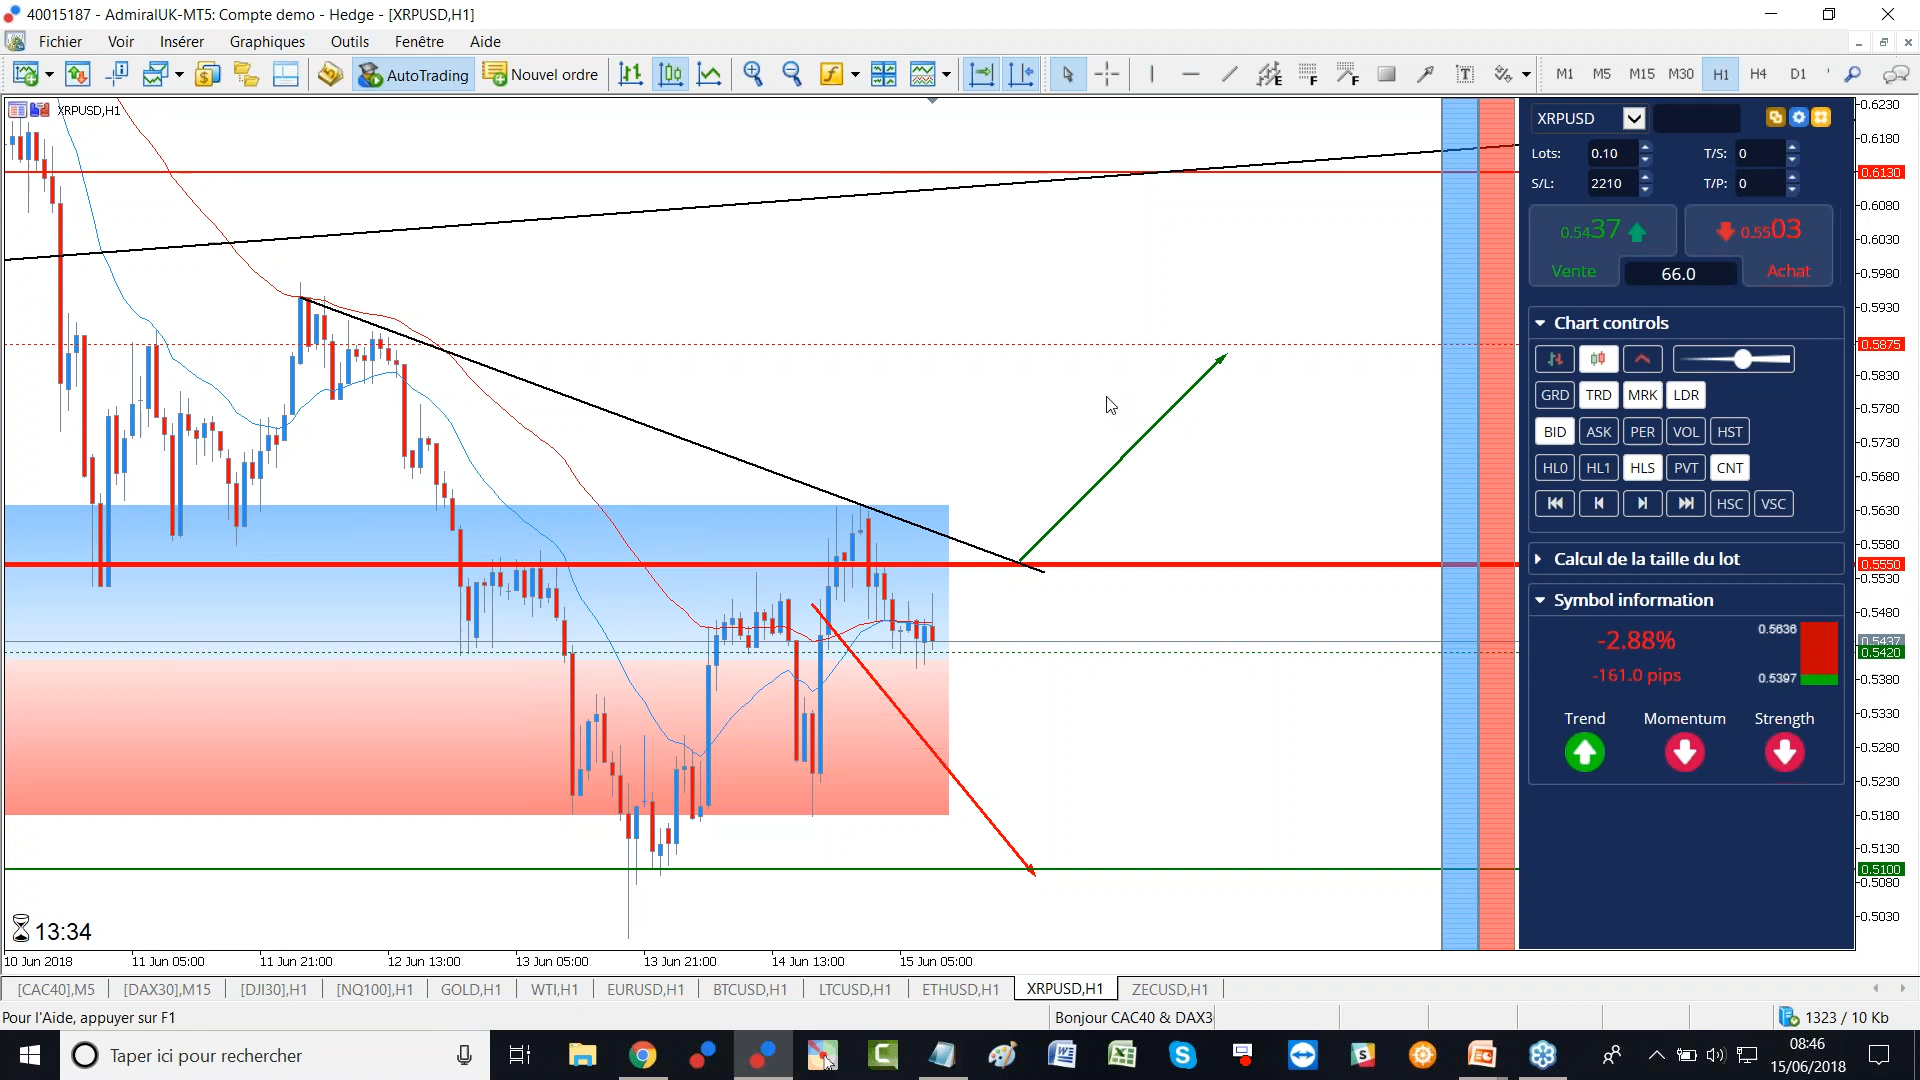 40015187 - AdmiralUK-MT5: Compte demo - Hedge - [XRPUSD,H1]
Fichier Voir Insérer Graphiques Outils Fenêtre Aide
AutoTrading Nouvel ordre M1 M5 M15 M30 H1 H4 D1
XRPUSD,H1
XRPUSD
Lots: 0.10 T/S: 0
S/L: 2210 T/P: 0
0.5437 0.5503
Vente 66.0 Achat
Chart controls
GRD TRD MRK LDR
BID ASK PER VOL HST
HL0 HL1 HLS PVT CNT
HSC VSC
Calcul de la taille du lot
Symbol information
-2.88% 0.5636
-161.0 pips 0.5397
Trend Momentum Strength
0.6230
0.6180
0.6130
0.6080
0.6030
0.5980
0.5930
0.5875
0.5830
0.5780
0.5730
0.5680
0.5630
0.5580
0.5550
0.5530
0.5480
0.5437
0.5420
0.5380
0.5330
0.5280
0.5230
0.5180
0.5130
0.5100
0.5080
0.5030
13:34
10 Jun 2018 11 Jun 05:00 11 Jun 21:00 12 Jun 13:00 13 Jun 05:00 13 Jun 21:00 14 Jun 13:00 15 Jun 05:00
[CAC40],M5 [DAX30],M15 [DJI30],H1 [NQ100],H1 GOLD,H1 WTI,H1 EURUSD,H1 BTCUSD,H1 LTCUSD,H1 ETHUSD,H1 XRPUSD,H1 ZECUSD,H1
Pour l'Aide, appuyer sur F1 Bonjour CAC40 & DAX3 1323 / 10 Kb
Taper ici pour rechercher
08:46
15/06/2018